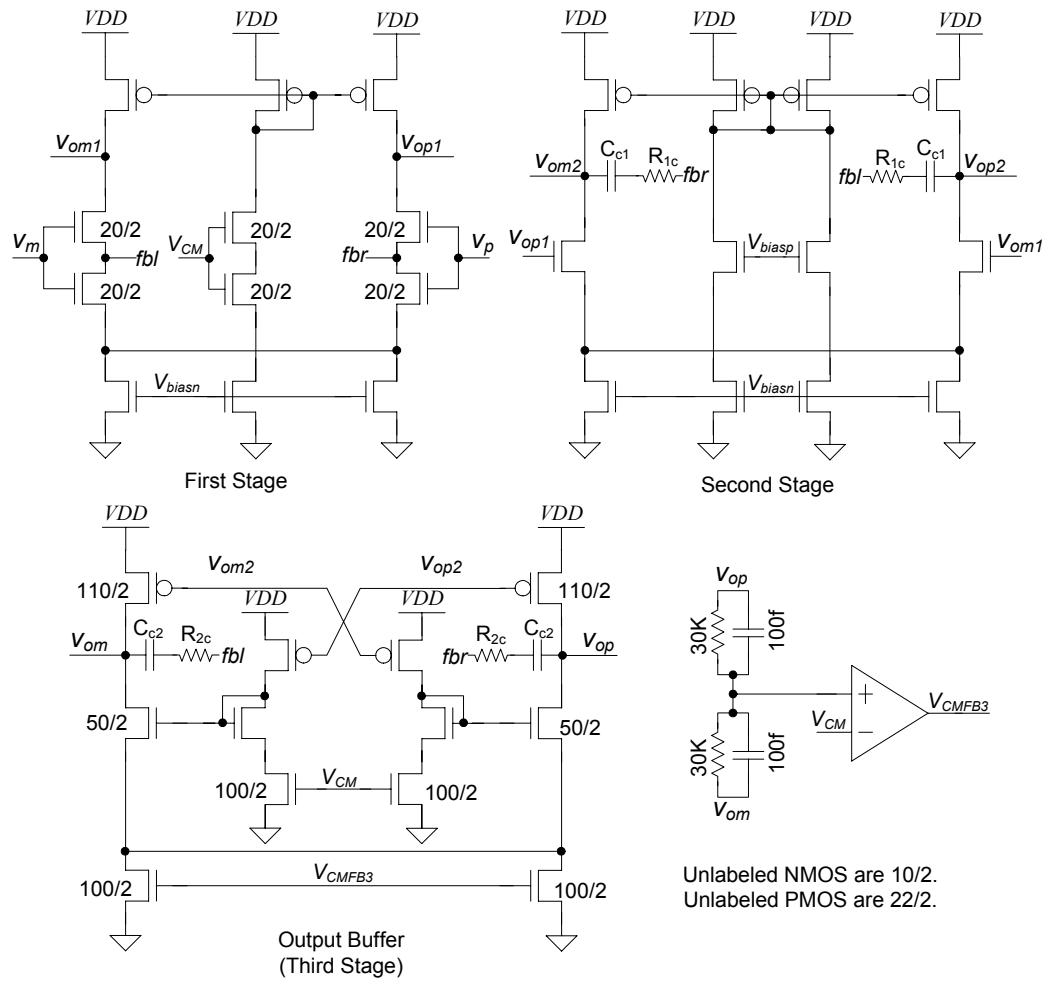 VDD VDD VDD VDD VDD VDD VDD
vom1 vop1
20/2 20/2 20/2
vm fbl VCM fbr vp
20/2 20/2 20/2
Vbiasn
First Stage
vom2 Cc1 R1c fbr fbl R1c Cc1 vop2
vop1 Vbiasp vom1
Vbiasn
Second Stage
VDD VDD
110/2 vom2 vop2 110/2
VDD VDD
vom Cc2 R2c fbl fbr R2c Cc2 vop
50/2 50/2
100/2 VCM 100/2
100/2 VCMFB3 100/2
Output Buffer
(Third Stage)
vop
30K 100f
+
VCM - VCMFB3
30K 100f
vom
Unlabeled NMOS are 10/2.
Unlabeled PMOS are 22/2.